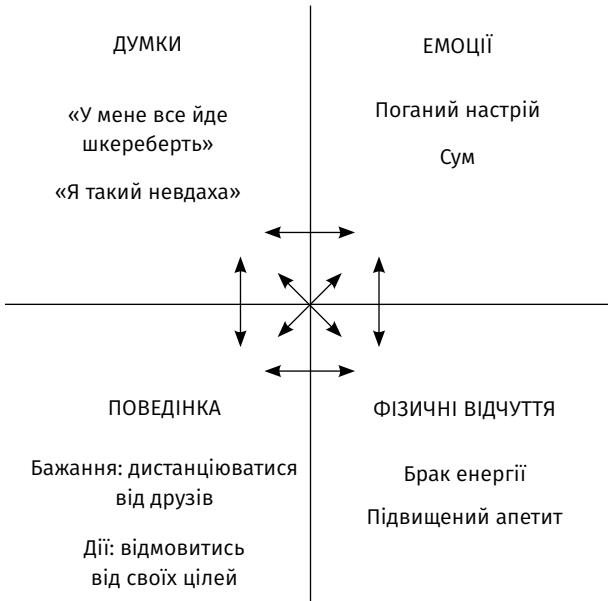 ДУМКИ
«У мене все йде
шкереберть»
«Я такий невдаха»
ЕМОЦІЇ
Поганий настрій
Сум
ПОВЕДІНКА
Бажання: дистанціюватися
від друзів
Дії: відмовитись
від своїх цілей
ФІЗИЧНІ ВІДЧУТТЯ
Брак енергії
Підвищений апетит